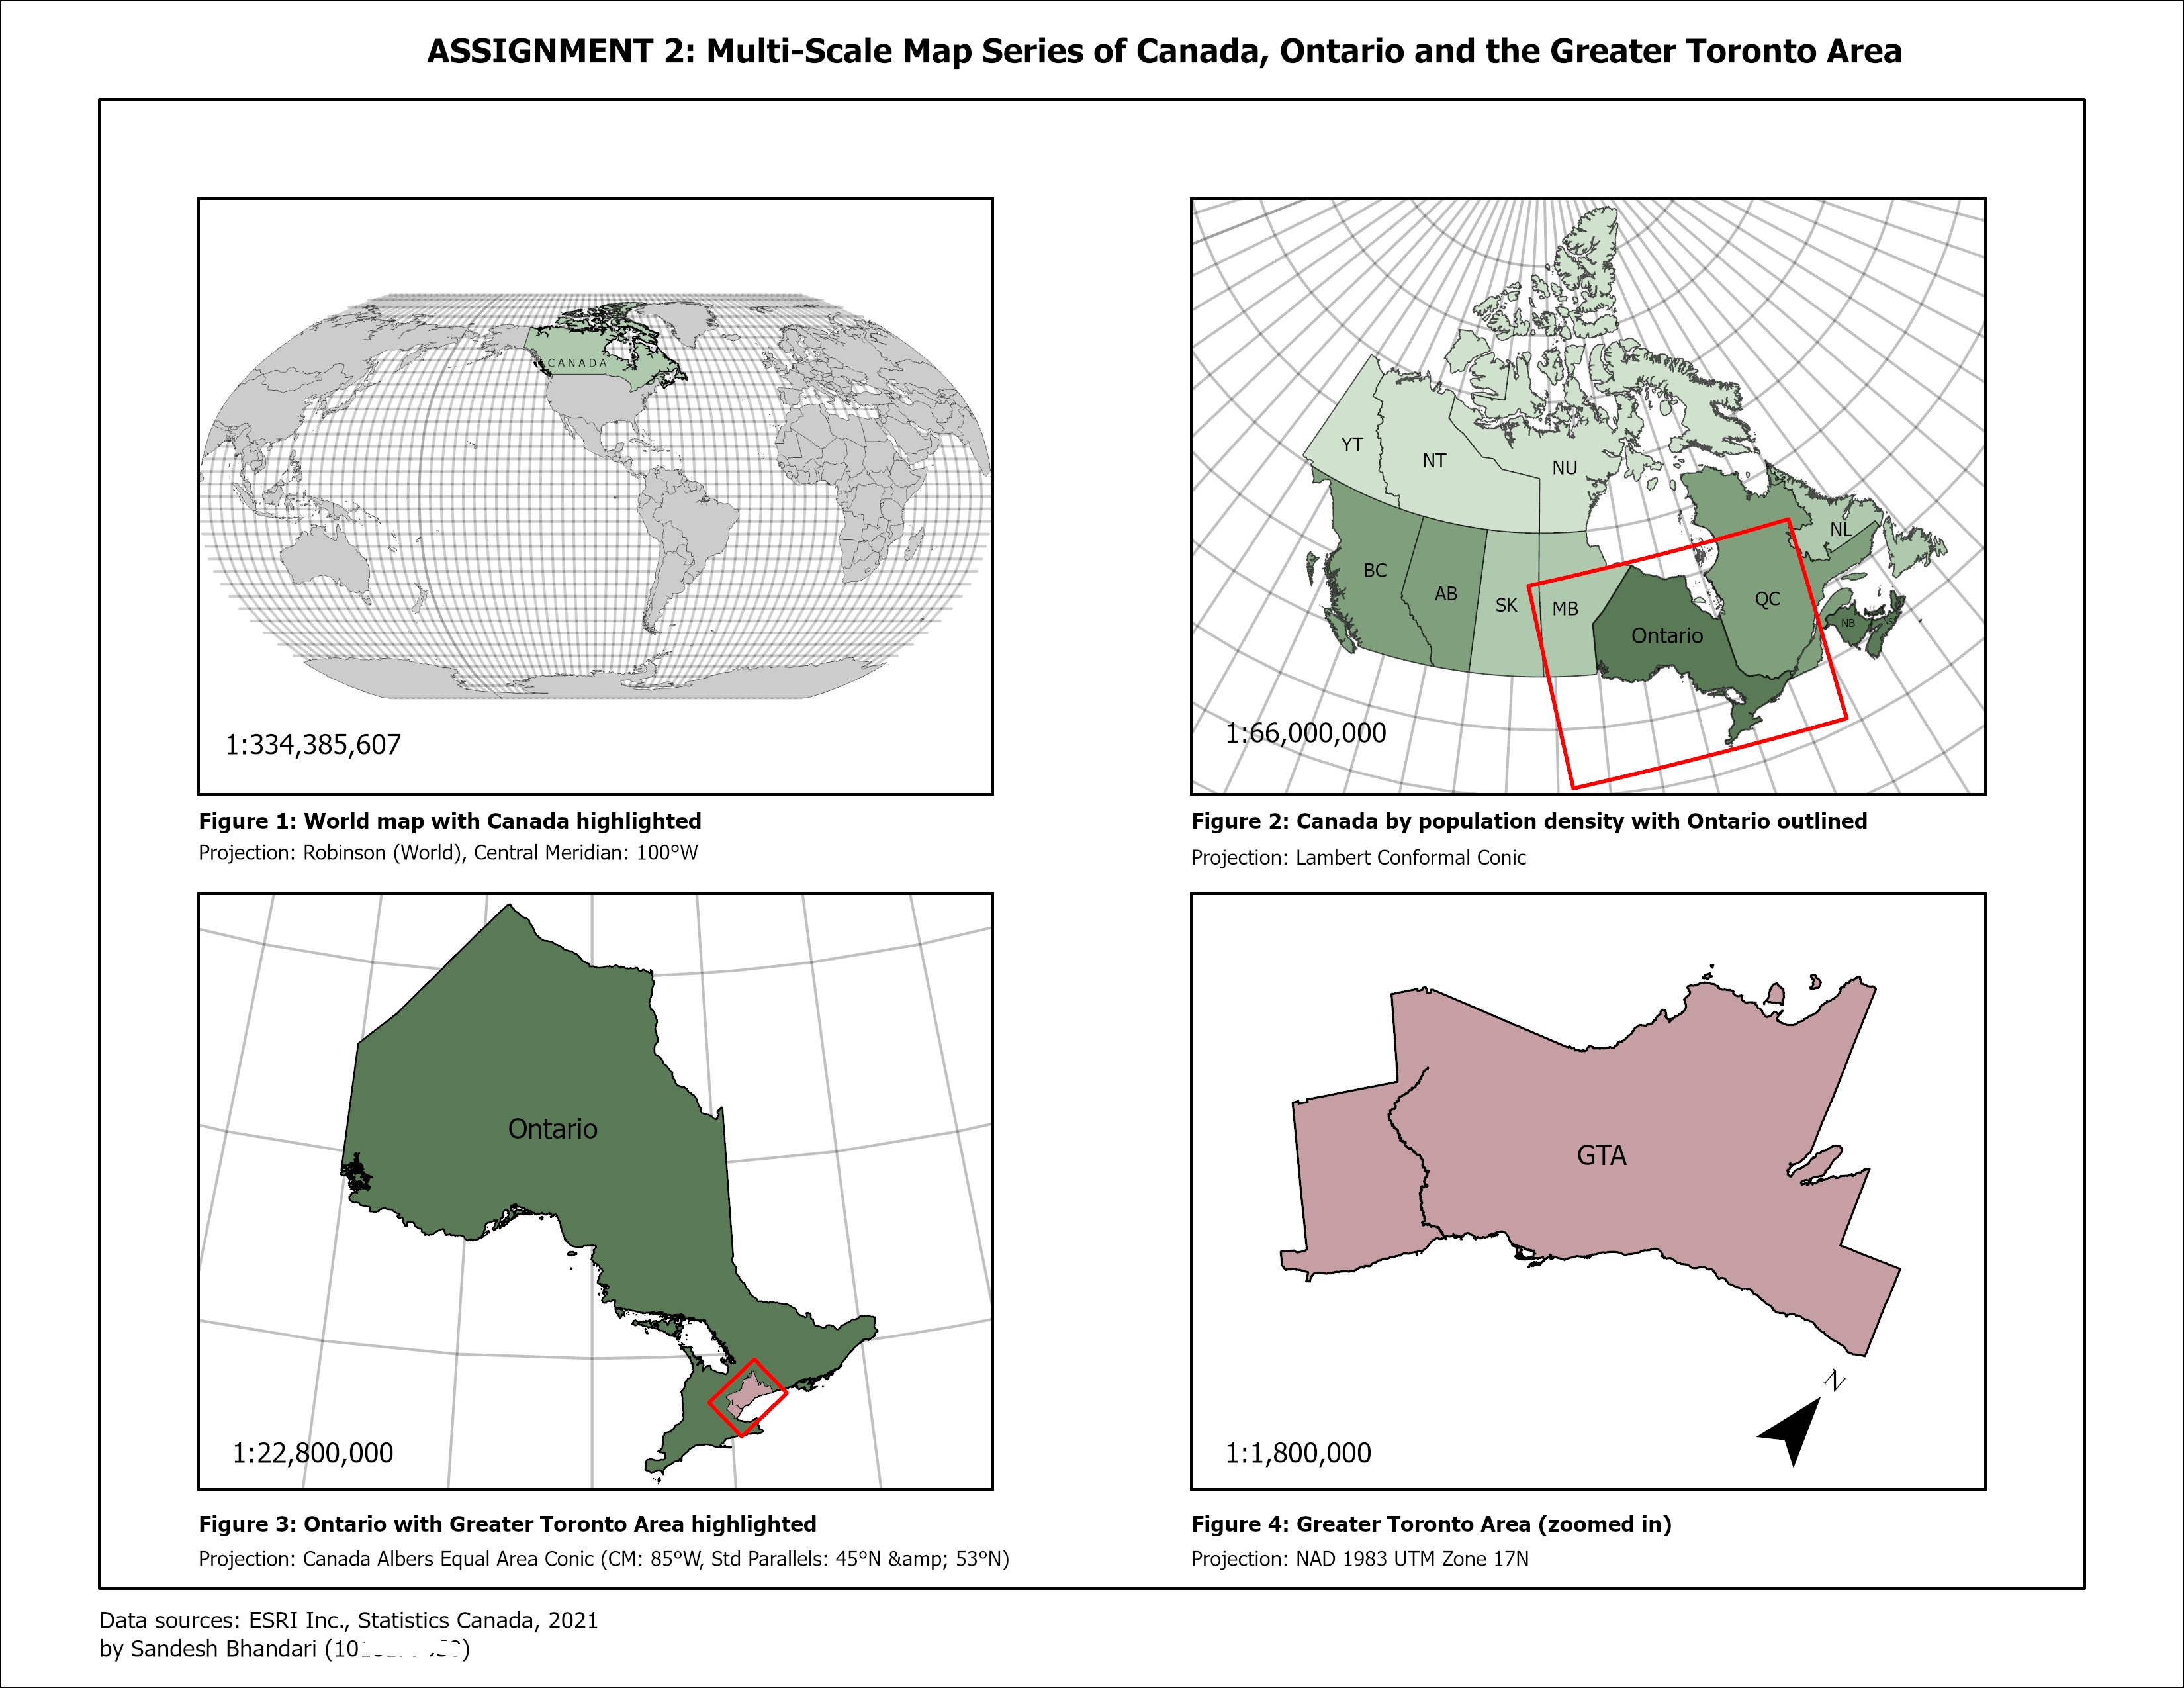 ASSIGNMENT 2: Multi-Scale Map Series of Canada, Ontario and the Greater Toronto Area
CANADA
1:334,385,607
Figure 1: World map with Canada highlighted
Projection: Robinson (World), Central Meridian: 100°W
YT
NT
NU
NL
BC
AB
SK
MB
Ontario
QC
NB
NS
1:66,000,000
Figure 2: Canada by population density with Ontario outlined
Projection: Lambert Conformal Conic
Ontario
1:22,800,000
Figure 3: Ontario with Greater Toronto Area highlighted
Projection: Canada Albers Equal Area Conic (CM: 85°W, Std Parallels: 45°N &amp; 53°N)
GTA
N
1:1,800,000
Figure 4: Greater Toronto Area (zoomed in)
Projection: NAD 1983 UTM Zone 17N
Data sources: ESRI Inc., Statistics Canada, 2021
by Sandesh Bhandari